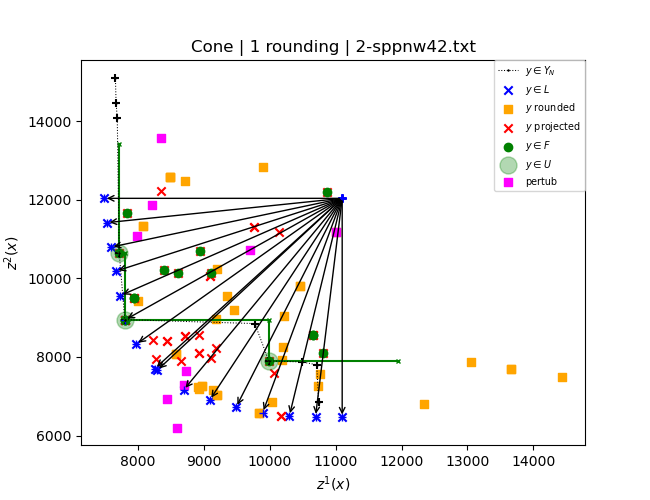 Cone | 1 rounding | 2-sppnw42.txt
y ∈ Y_N
y ∈ L
y rounded
y projected
y ∈ F
y ∈ U
pertub
z²(x)
14000
12000
10000
8000
6000
8000 9000 10000 11000 12000 13000 14000
z¹(x)